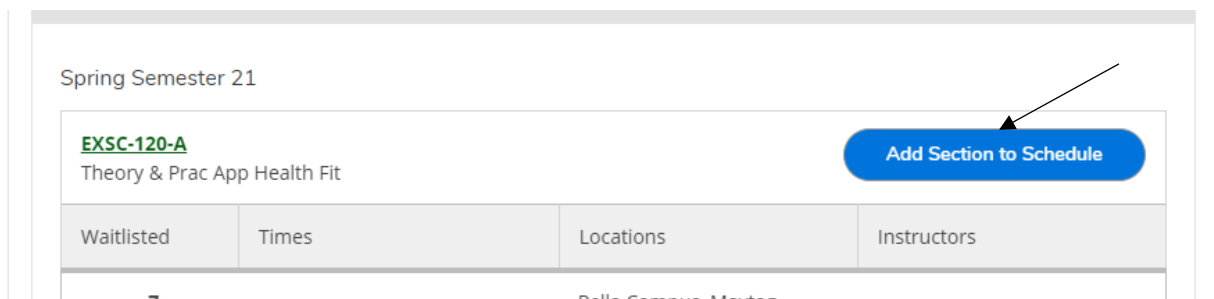 Spring Semester 21
EXSC-120-A
Add Section to Schedule
Theory & Prac App Health Fit
Waitlisted Times Locations Instructors